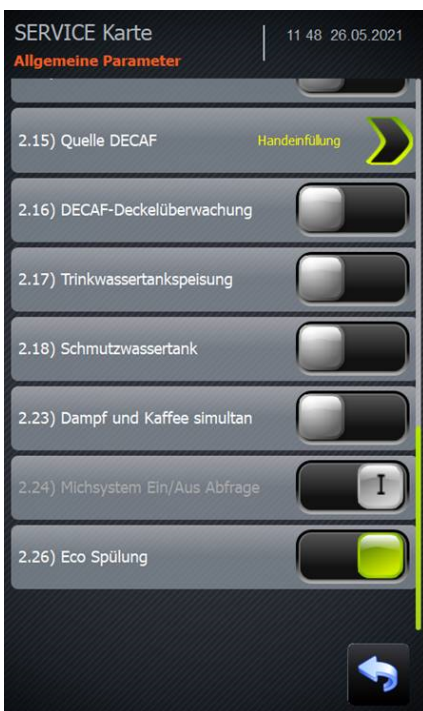 SERVICE Karte
11 48 26.05.2021
Allgemeine Parameter
2.15) Quelle DECAF
Handeinfüllung
2.16) DECAF-Deckelüberwachung
2.17) Trinkwassertankspeisung
2.18) Schmutzwassertank
2.23) Dampf und Kaffee simultan
2.24) Michsystem Ein/Aus Abfrage
I
2.26) Eco Spülung